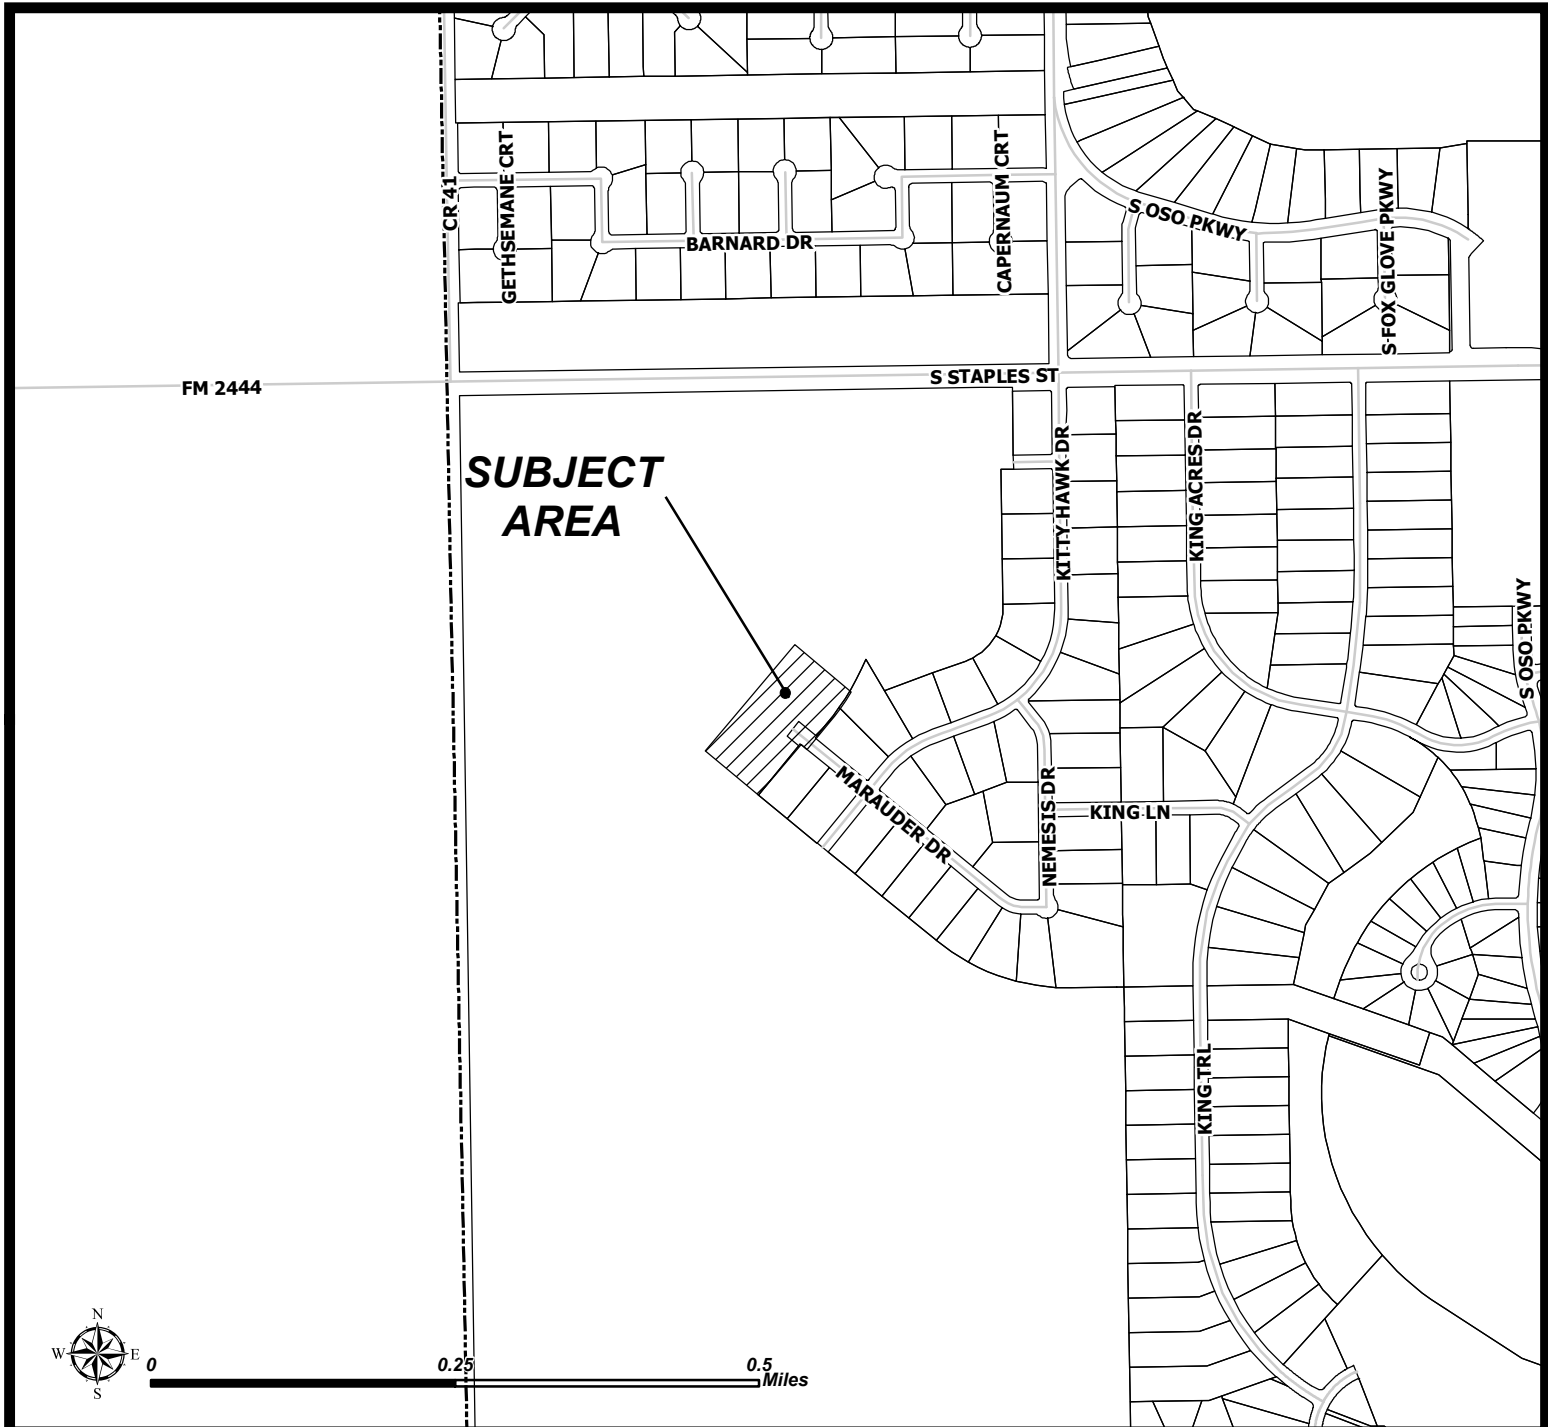 GETHSEMANE CRT
CAPERNAUM CRT
CR 41
S OSO PKWY
S FOX GLOVE PKWY
BARNARD DR
FM 2444
S STAPLES ST
SUBJECT
AREA
KITTY HAWK DR
KING ACRES DR
S OSO PKWY
MARAUDER DR
NEMESIS DR
KING LN
KING TRL
N
W
E
S
0
0.25
0.5
Miles